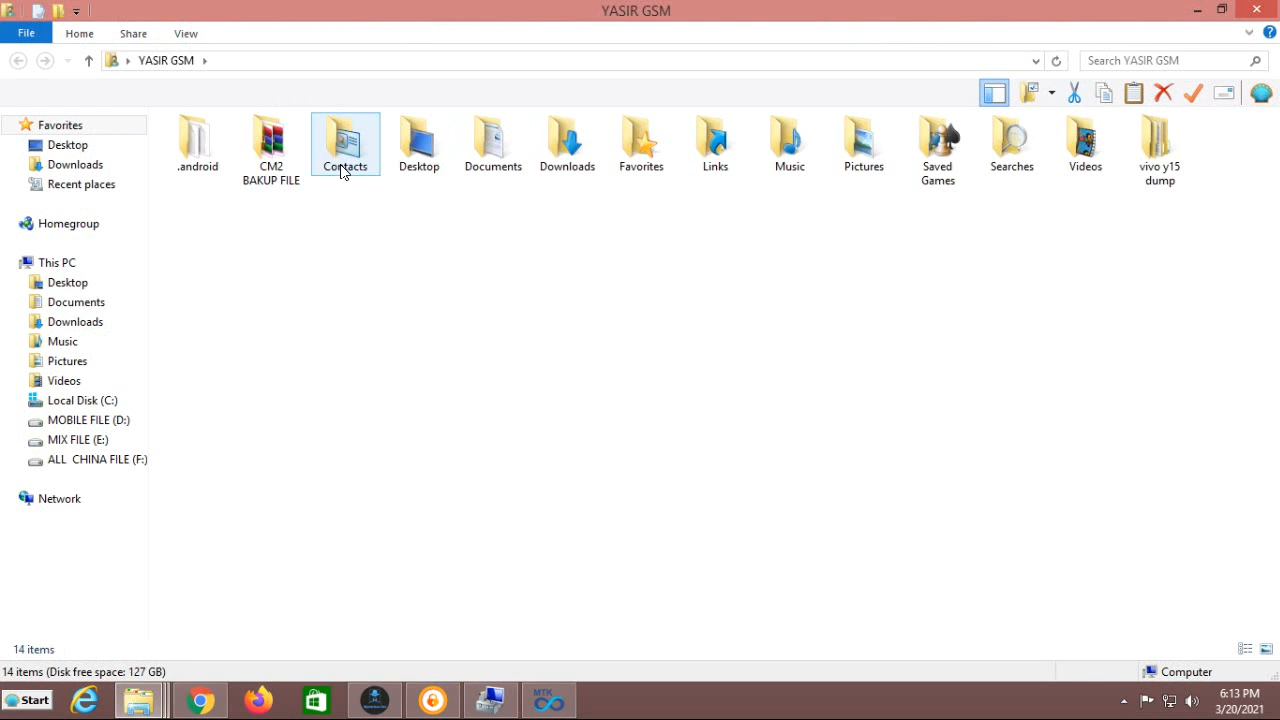 YASIR GSM
File
Home
Share
View
YASIR GSM
Search YASIR GSM
Favorites
Desktop
Downloads
Recent places
Homegroup
This PC
Desktop
Documents
Downloads
Music
Pictures
Videos
Local Disk (C:)
MOBILE FILE (D:)
MIX FILE (E:)
ALL CHINA FILE (F:)
Network
.android
CM2
BAKUP FILE
Contacts
Desktop
Documents
Downloads
Favorites
Links
Music
Pictures
Saved
Games
Searches
Videos
vivo y15
dump
14 items
14 items (Disk free space: 127 GB)
Computer
Start
MTK
6:13 PM
3/20/2021